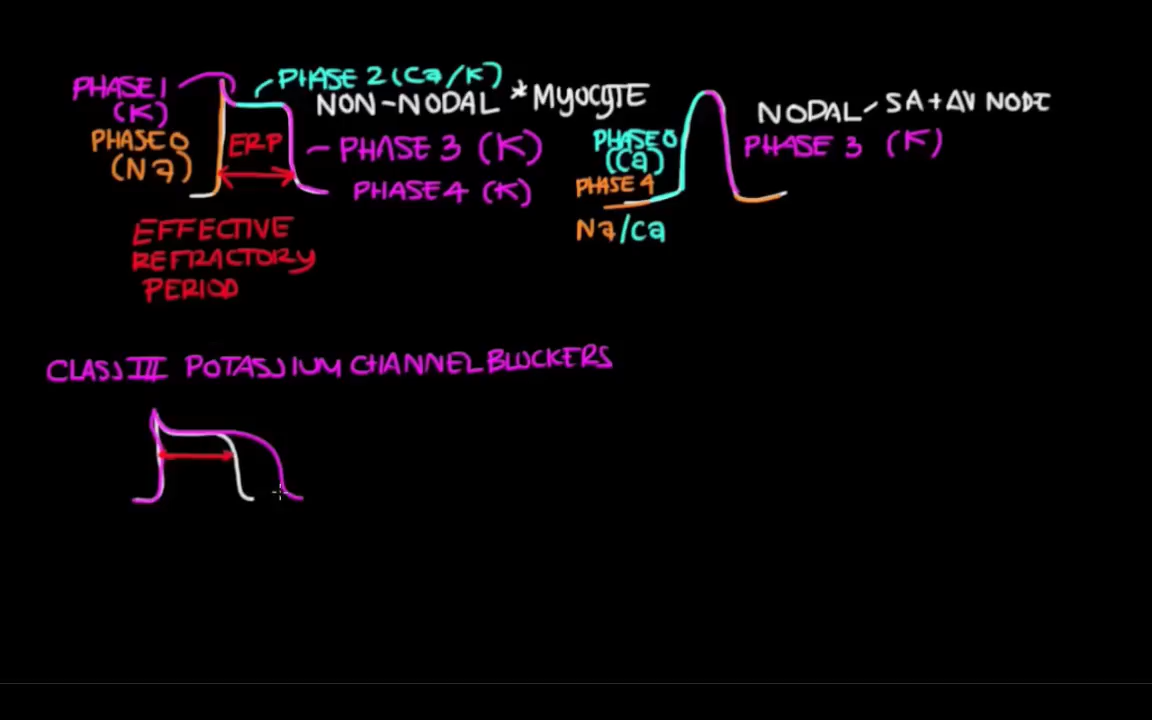 PHASE 1
(K)
PHASE 0
(Na)
PHASE 2 (Ca/K)
NON-NODAL *MYOCYTE
ERP
PHASE 3 (K)
PHASE 4 (K)
EFFECTIVE
REFRACTORY
PERIOD
NODAL - SA + AV NODE
PHASE 0
(Ca)
PHASE 3 (K)
PHASE 4
Na/Ca
CLASS III POTASSIUM CHANNEL BLOCKERS